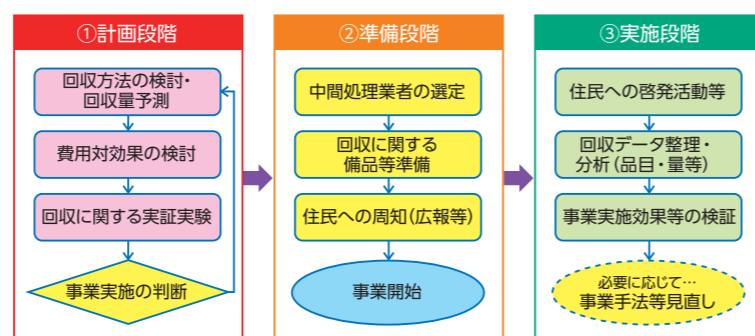 ①計画段階
回収方法の検討・
回収量予測
費用対効果の検討
回収に関する実証実験
事業実施の判断
②準備段階
中間処理業者の選定
回収に関する
備品等準備
住民への周知(広報等)
事業開始
③実施段階
住民への啓発活動等
回収データ整理・
分析(品目・量等)
事業実施効果等の検証
必要に応じて…
事業手法等見直し